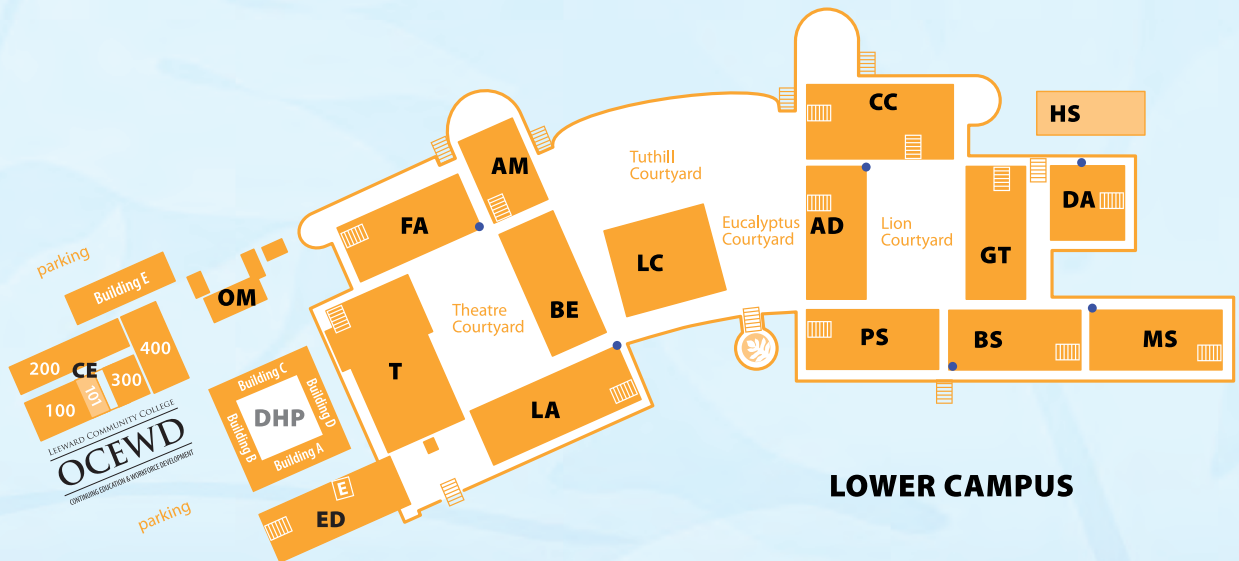 CC
HS
AM
Tuthill
Courtyard
DA
FA
Eucalyptus
Courtyard
AD
Lion
Courtyard
GT
LC
parking
Building E
OM
Theatre
Courtyard
BE
200
CE
400
300
101
100
T
PS
BS
MS
Building C
Building D
DHP
Building B
Building A
LA
LEEWARD COMMUNITY COLLEGE
OCEWD
CONTINUING EDUCATION & WORKFORCE DEVELOPMENT
E
ED
parking
LOWER CAMPUS